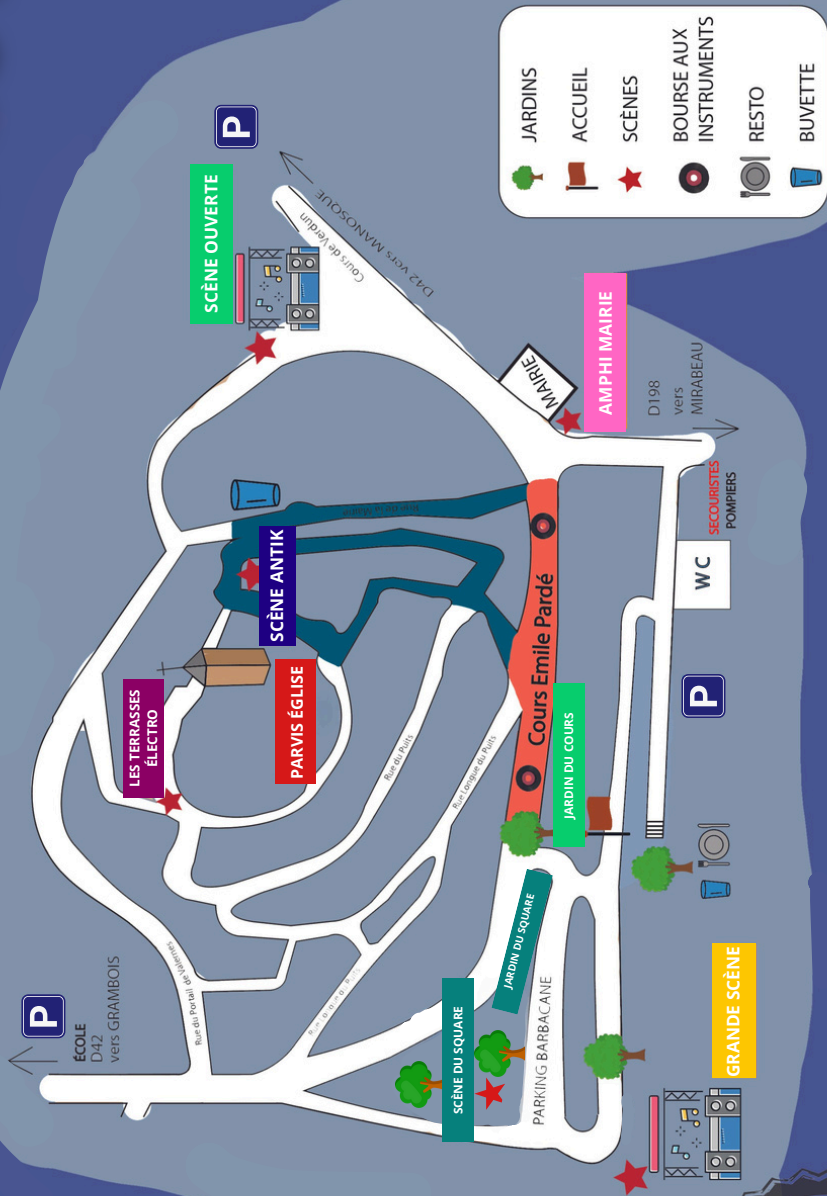 P
SCÈNE OUVERTE
Cours de Verdun
D42 vers MANOSQUE
JARDINS
ACCUEIL
SCÈNES
BOURSE AUX
INSTRUMENTS
RESTO
BUVETTE
MAIRIE
AMPHI MAIRIE
D198
vers
MIRABEAU
SECOURISTES
POMPIERS
WC
P
SCÈNE ANTIK
PARVIS ÉGLISE
LES TERRASSES
ÉLECTRO
Cours Emile Pardé
JARDIN DU COURS
Rue du Puits
Rue Longue du Puits
JARDIN DU SQUARE
SCÈNE DU SQUARE
PARKING BARBACANE
GRANDE SCÈNE
Rue du Portail de Valernes
P
ÉCOLE
D42
vers GRAMBOIS